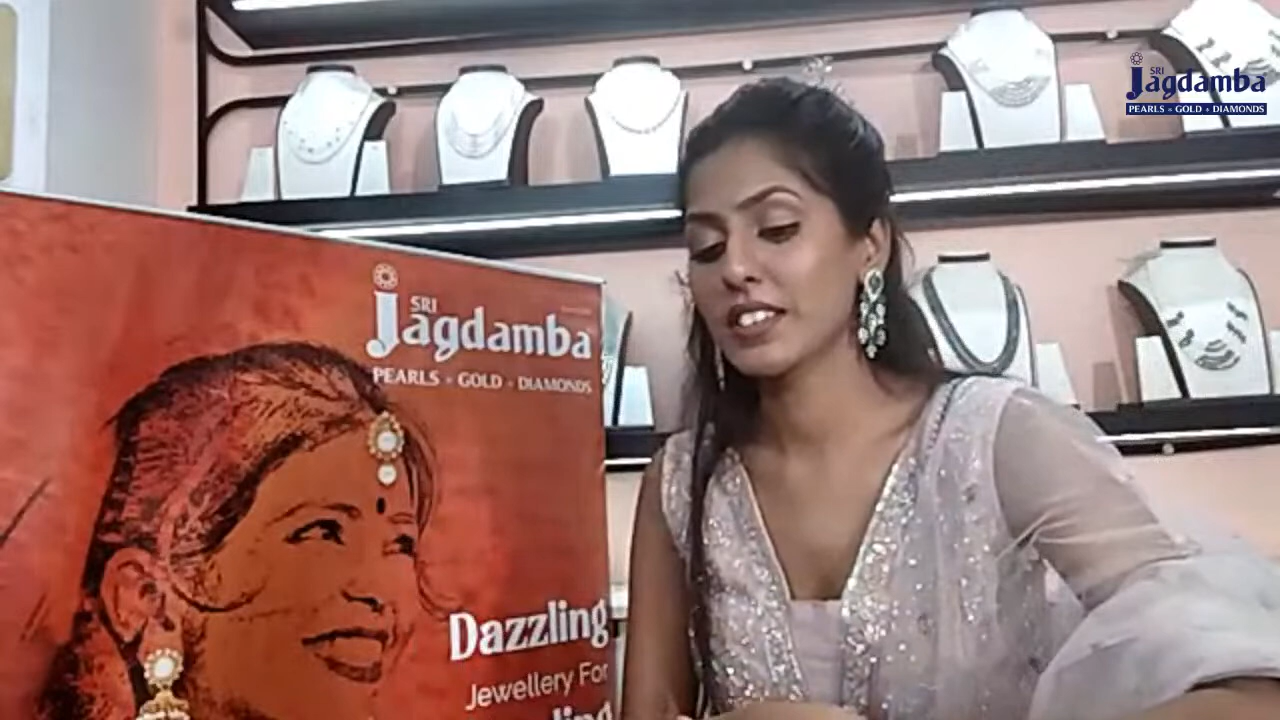 SRI
Jagdamba
PEARLS * GOLD * DIAMONDS
SRI
Jagdamba
PEARLS * GOLD * DIAMONDS
Dazzling
Jewellery For